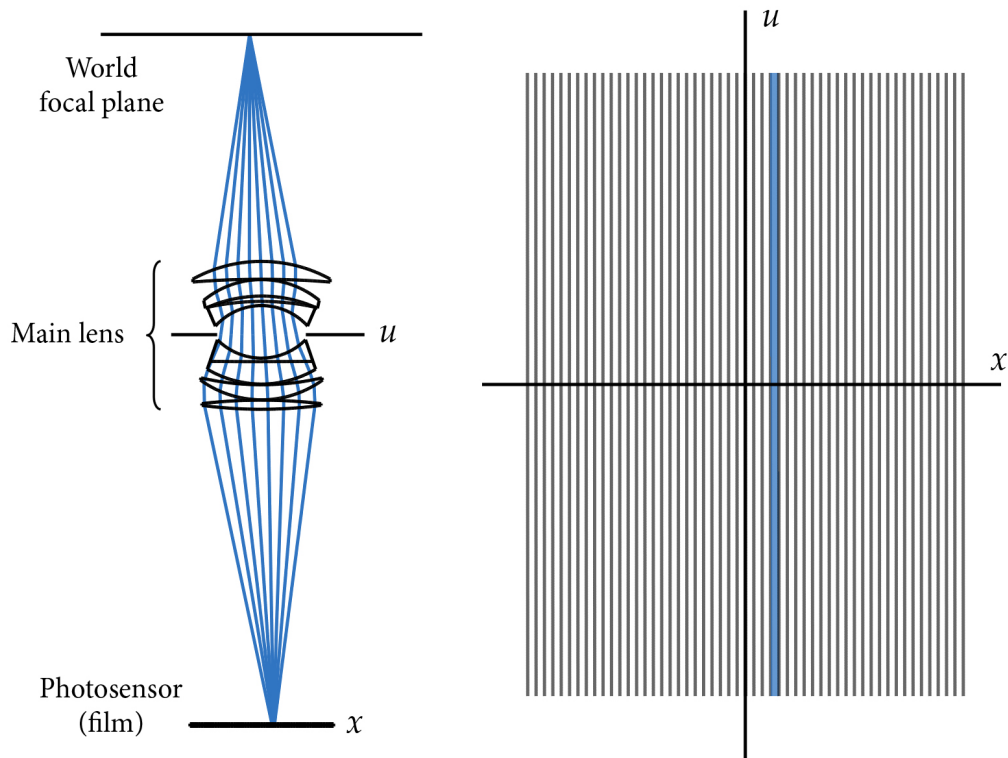 World
focal plane
Main lens
u
Photosensor
(film)
x
u
x